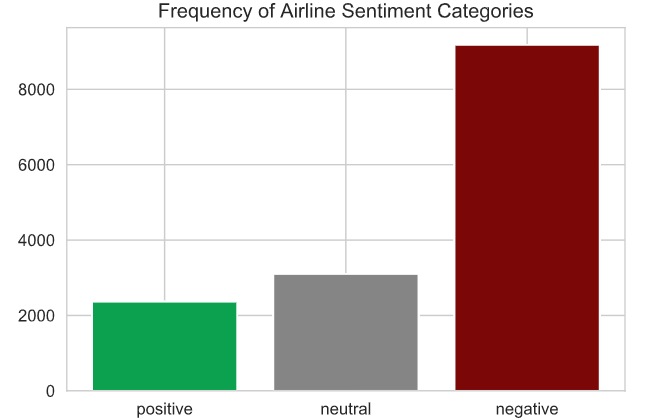 Frequency of Airline Sentiment Categories
8000
6000
4000
2000
0
positive neutral negative